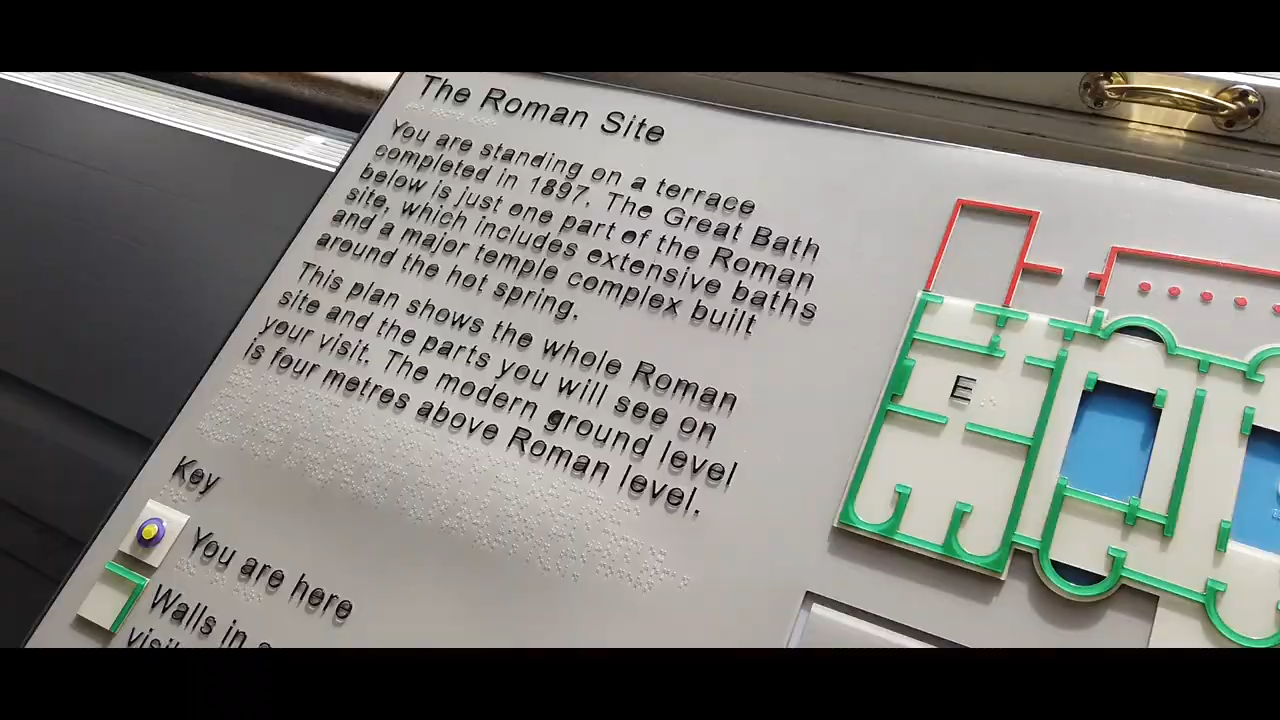 The Roman Site
You are standing on a terrace
completed in 1897. The Great Bath
below is just one part of the Roman
site, which includes extensive baths
and a major temple complex built
around the hot spring.
This plan shows the whole Roman
site and the parts you will see on
your visit. The modern ground level
is four metres above Roman level.
Key
You are here
Walls in
E